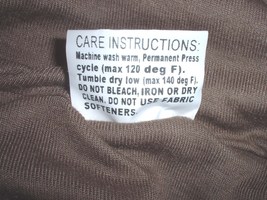 CARE INSTRUCTIONS:
Machine wash warm, Permanent Press
cycle (max 120 deg F).
Tumble dry low (max 140 deg F).
DO NOT BLEACH, IRON OR DRY
CLEAN. DO NOT USE FABRIC
SOFTENERS